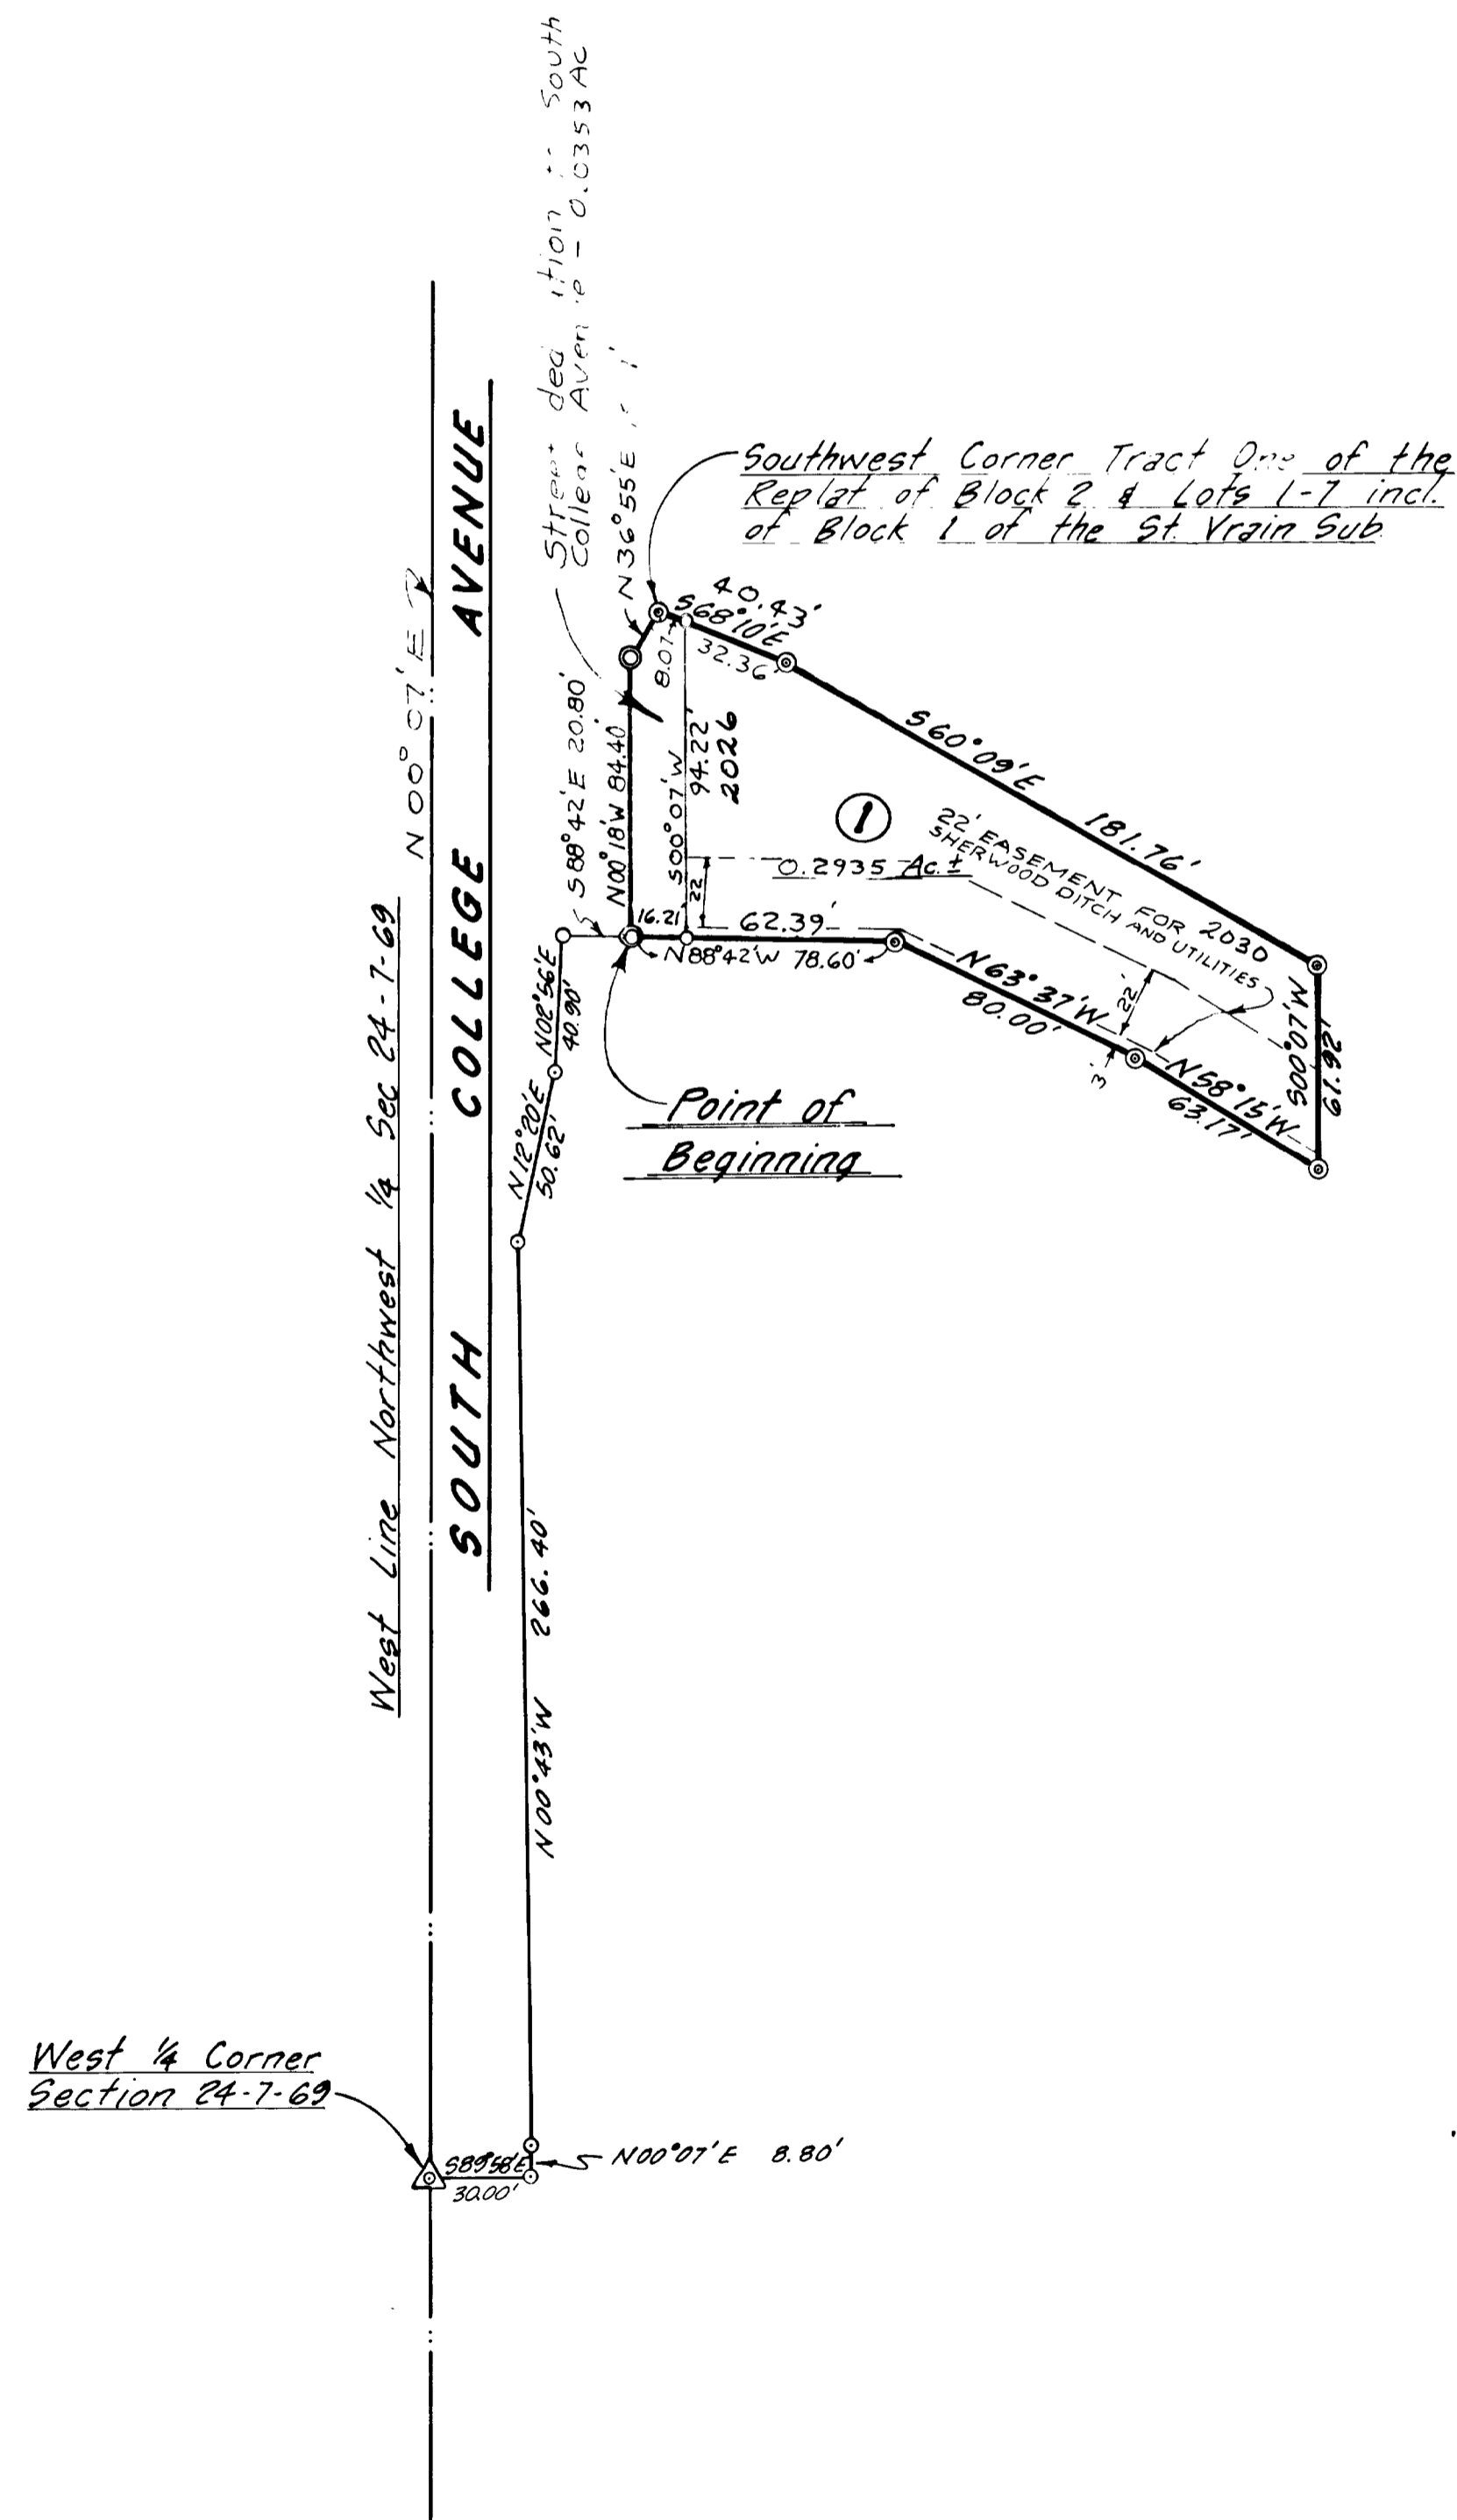 South
Avenue – 0.0353 AC
Street
College
N36°55'E
Southwest Corner Tract One of the
Replat of Block 2 & Lots 1-7 incl.
of Block 1 of the St. Vrain Sub.
40.43'
S68°10'E
8.07
32.36
N00°07'E
AVENUE
COLLEGE
SOUTH
S88°42'E 20.80'
N00°18'W 84.40'
S00°07'W
94.22'
2026
S60°09'E 181.76'
1
22' EASEMENT FOR
SHERWOOD DITCH AND UTILITIES
2030
0.2935 Ac. ±
22
16.21'
62.39'
N88°42'W 78.60'
N63°37'W
80.00'
22'
3'
N58°15'W
63.17'
S00°07'W
61.92'
N02°56'E
40.90'
N12°20'E
50.62'
Point of
Beginning
West Line Northwest ¼ Sec 24-7-69
N00°43'W 266.40'
West ¼ Corner
Section 24-7-69
S89°58'E
30.00'
N00°07'E 8.80'